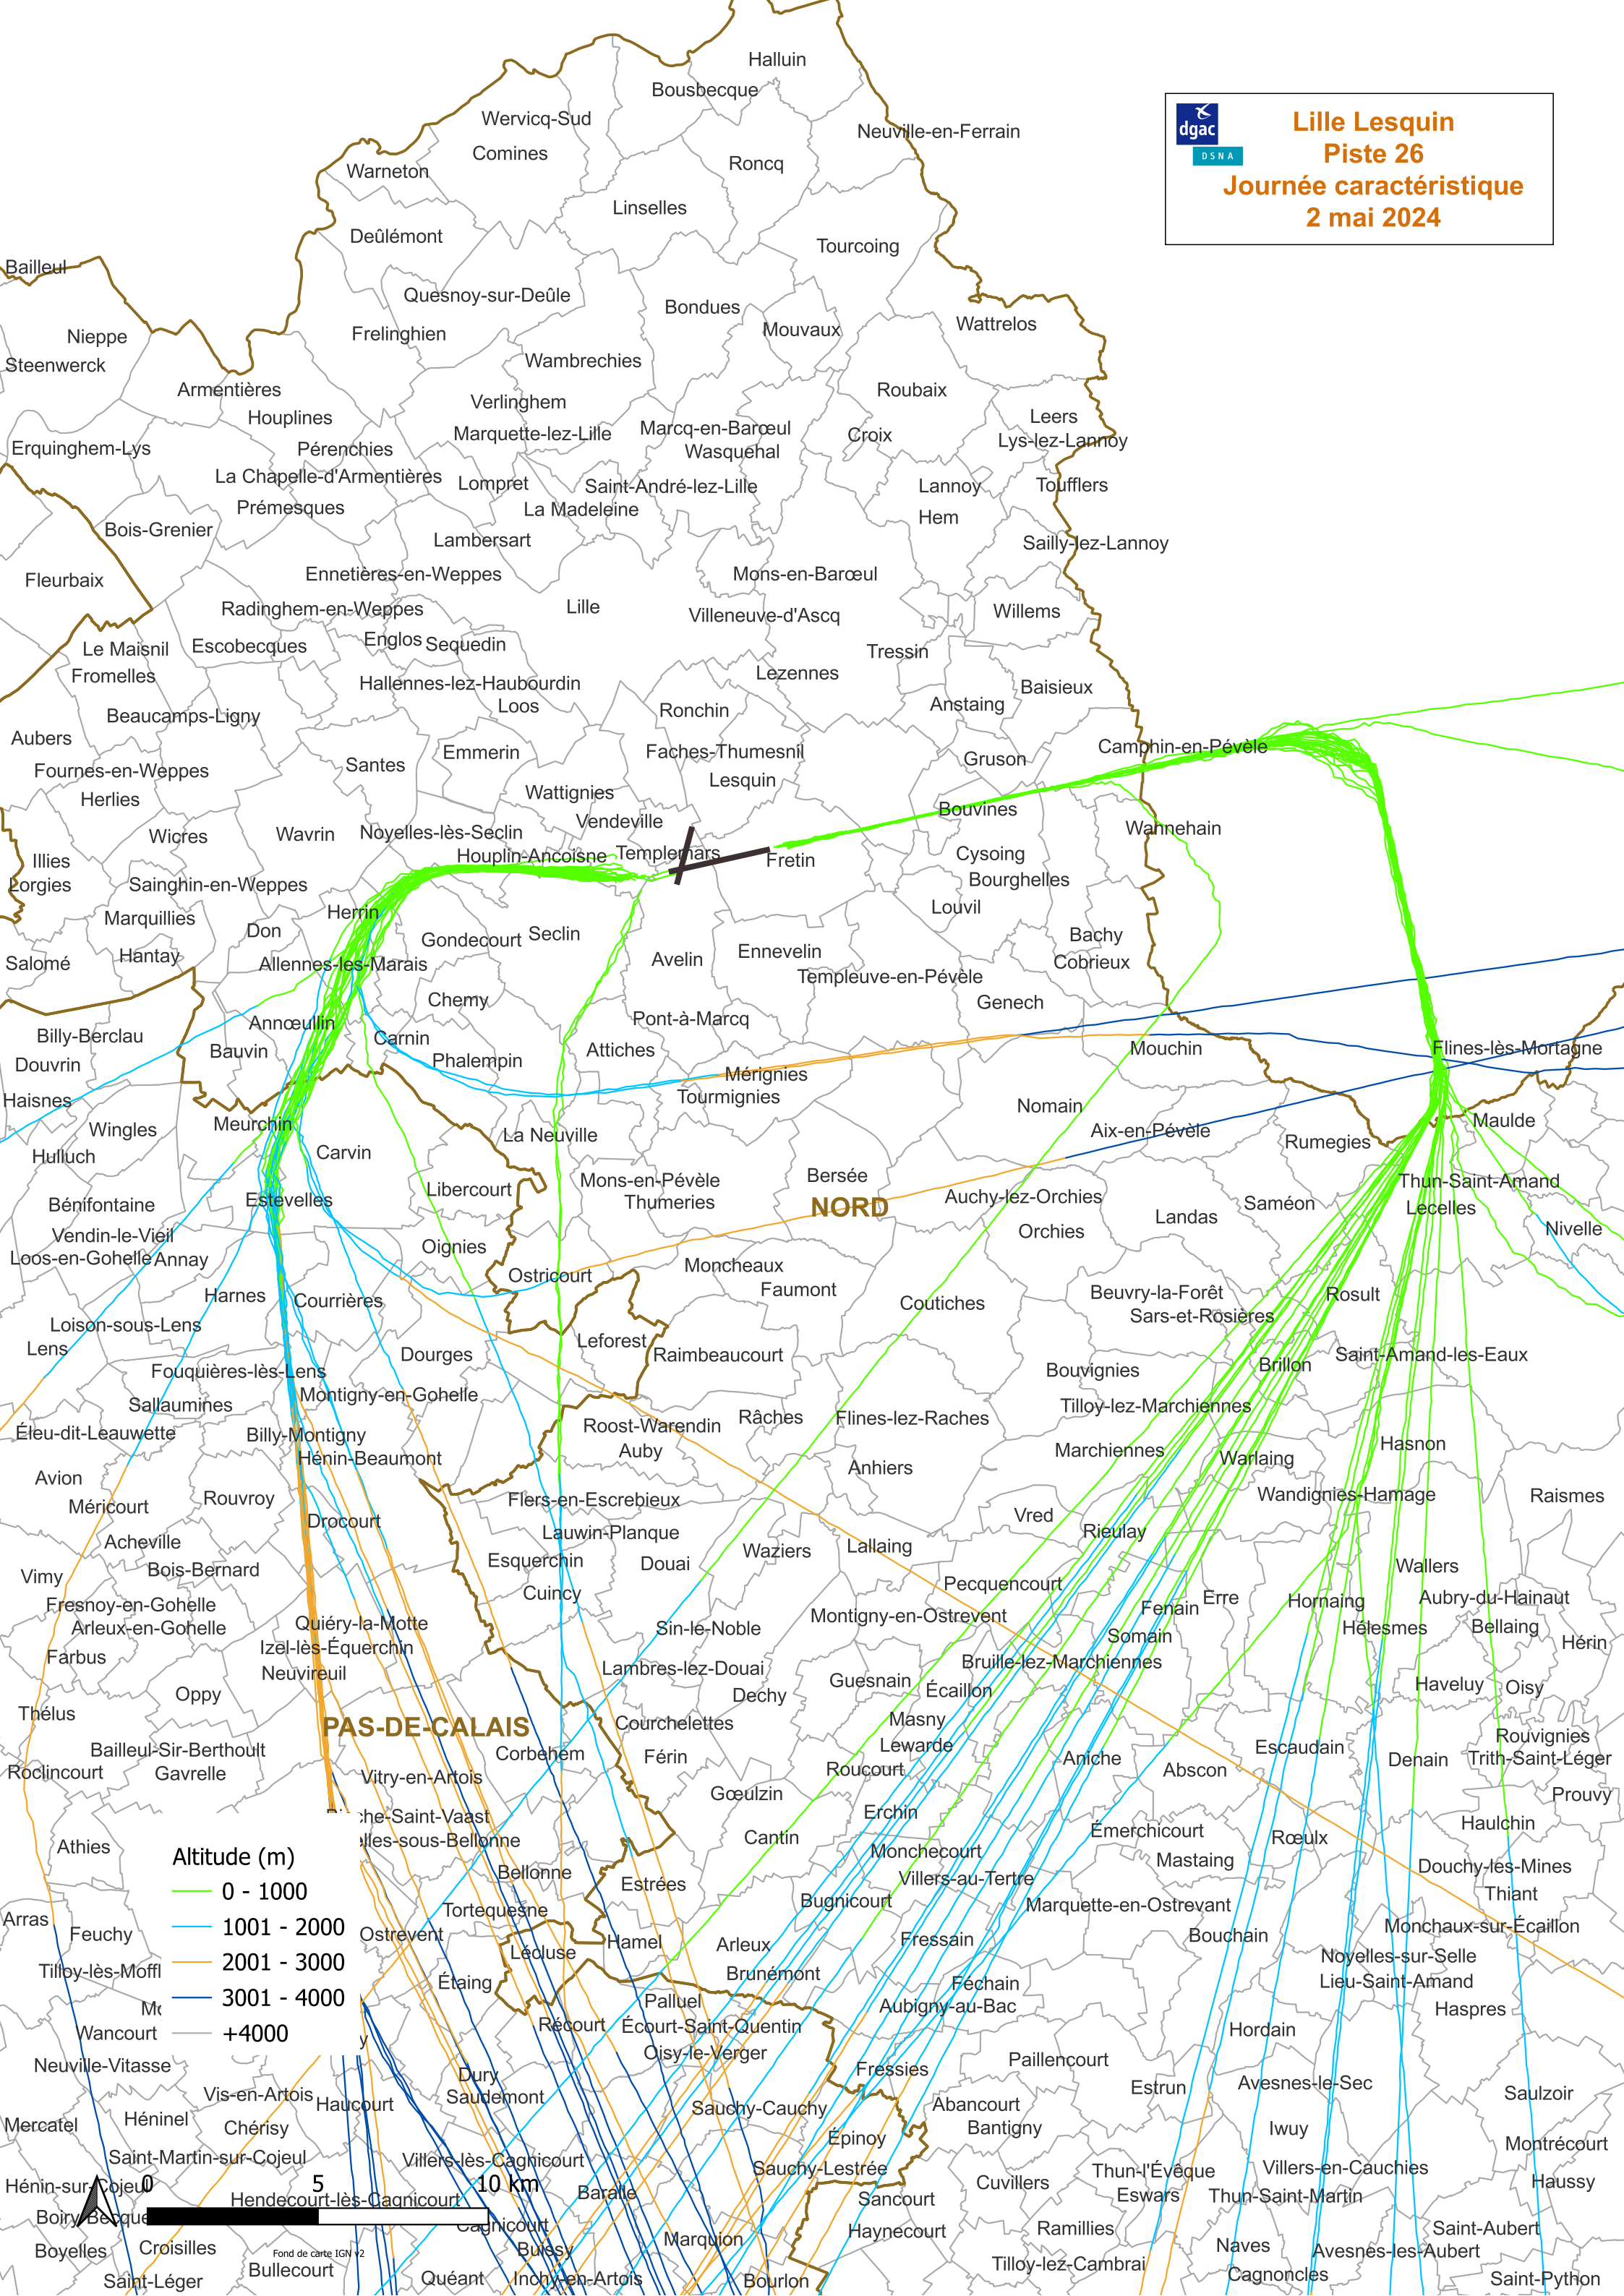 Halluin
Bousbecque
Wervicq-Sud
Neuville-en-Ferrain
Comines
Roncq
Warneton
Linselles
Deûlémont
Tourcoing
dgac
DSNA
Lille Lesquin
Piste 26
Journée caractéristique
2 mai 2024
Bailleul
Quesnoy-sur-Deûle
Bondues
Nieppe
Frelinghien
Mouvaux
Wattrelos
Steenwerck
Wambrechies
Armentières
Roubaix
Houplines
Verlinghem
Leers
Erquinghem-Lys
Pérenchies
Marquette-lez-Lille
Marcq-en-Barœul
Croix
Lys-lez-Lannoy
Wasquehal
La Chapelle-d'Armentières
Lompret
Saint-André-lez-Lille
Lannoy
Toufflers
Prémesques
La Madeleine
Hem
Bois-Grenier
Lambersart
Sailly-lez-Lannoy
Fleurbaix
Ennetières-en-Weppes
Mons-en-Barœul
Radinghem-en-Weppes
Lille
Villeneuve-d'Ascq
Willems
Le Maisnil
Escobecques
Englos
Sequedin
Tressin
Fromelles
Hallennes-lez-Haubourdin
Lezennes
Baisieux
Beaucamps-Ligny
Loos
Ronchin
Anstaing
Aubers
Emmerin
Faches-Thumesnil
Camphin-en-Pévèle
Fournes-en-Weppes
Santes
Lesquin
Gruson
Herlies
Wattignies
Bouvines
Wicres
Wavrin
Noyelles-lès-Seclin
Vendeville
Wannehain
Illies
Houplin-Ancoisne
Templemars
Fretin
Cysoing
Lorgies
Sainghin-en-Weppes
Bourghelles
Marquillies
Herrin
Louvil
Don
Gondecourt
Seclin
Bachy
Salomé
Hantay
Allennes-les-Marais
Avelin
Ennevelin
Cobrieux
Templeuve-en-Pévèle
Chemy
Genech
Billy-Berclau
Annœullin
Carnin
Pont-à-Marcq
Bauvin
Phalempin
Attiches
Mouchin
Flines-lès-Mortagne
Douvrin
Mérignies
Haisnes
Tourmignies
Nomain
Wingles
Meurchin
La Neuville
Aix-en-Pévèle
Rumegies
Maulde
Hulluch
Carvin
Mons-en-Pévèle
Bersée
Thun-Saint-Amand
Bénifontaine
Estevelles
Libercourt
Thumeries
NORD
Auchy-lez-Orchies
Saméon
Lecelles
Vendin-le-Vieil
Landas
Nivelle
Loos-en-Gohelle
Annay
Oignies
Orchies
Ostricourt
Moncheaux
Harnes
Courrières
Faumont
Coutiches
Beuvry-la-Forêt
Rosult
Loison-sous-Lens
Sars-et-Rosières
Lens
Leforest
Dourges
Raimbeaucourt
Saint-Amand-les-Eaux
Fouquières-lès-Lens
Bouvignies
Brillon
Sallaumines
Montigny-en-Gohelle
Tilloy-lez-Marchiennes
Éleu-dit-Leauwette
Billy-Montigny
Roost-Warendin
Râches
Flines-lez-Raches
Auby
Marchiennes
Hasnon
Hénin-Beaumont
Warlaing
Avion
Anhiers
Méricourt
Rouvroy
Flers-en-Escrebieux
Wandignies-Hamage
Raismes
Drocourt
Vred
Acheville
Lauwin-Planque
Rieulay
Bois-Bernard
Esquerchin
Douai
Waziers
Lallaing
Wallers
Vimy
Cuincy
Pecquencourt
Fresnoy-en-Gohelle
Erre
Hornaing
Aubry-du-Hainaut
Arleux-en-Gohelle
Quiéry-la-Motte
Sin-le-Noble
Montigny-en-Ostrevent
Fenain
Hélesmes
Bellaing
Farbus
Izel-lès-Équerchin
Somain
Hérin
Neuvireuil
Lambres-lez-Douai
Bruille-lez-Marchiennes
Oppy
Dechy
Guesnain
Écaillon
Haveluy
Oisy
Thélus
PAS-DE-CALAIS
Courchelettes
Masny
Rouvignies
Bailleul-Sir-Berthoult
Corbehem
Férin
Lewarde
Aniche
Escaudain
Denain
Trith-Saint-Léger
Roclincourt
Gavrelle
Vitry-en-Artois
Roucourt
Abscon
Gœulzin
Prouvy
che-Saint-Vaast
Erchin
Haulchin
Athies
elles-sous-Bellonne
Cantin
Émerchicourt
Rœulx
Altitude (m)
Monchecourt
Mastaing
Douchy-les-Mines
0 - 1000
Bellonne
Estrées
Villers-au-Tertre
Thiant
Arras
Tortequesne
Bugnicourt
Marquette-en-Ostrevant
Monchaux-sur-Écaillon
1001 - 2000
Feuchy
Ostrevent
Hamel
Arleux
Fressain
Bouchain
Lécluse
Noyelles-sur-Selle
2001 - 3000
Tilloy-lès-Moffl
Étaing
Brunémont
Féchain
Lieu-Saint-Amand
3001 - 4000
Palluel
Aubigny-au-Bac
Haspres
+4000
Wancourt
Récourt
Écourt-Saint-Quentin
Hordain
Neuville-Vitasse
Oisy-le-Verger
Paillencourt
Dury
Fressies
Estrun
Avesnes-le-Sec
Vis-en-Artois
Saudemont
Saulzoir
Haucourt
Abancourt
Mercatel
Héninel
Chérisy
Sauchy-Cauchy
Bantigny
Iwuy
Épinoy
Montrécourt
Saint-Martin-sur-Cojeul
Villers-lès-Cagnicourt
Sauchy-Lestrée
Thun-l'Évêque
Villers-en-Cauchies
Hénin-sur-Cojeul
0
5
10 km
Baralle
Cuvillers
Haussy
Hendecourt-lès-Cagnicourt
Sancourt
Eswars
Thun-Saint-Martin
Boiry-Becque
Cagnicourt
Marquion
Haynecourt
Ramillies
Saint-Aubert
Boyelles
Croisilles
Fond de carte IGN v2
Buissy
Naves
Avesnes-les-Aubert
Bullecourt
Tilloy-lez-Cambrai
Saint-Léger
Quéant
Inchy-en-Artois
Bourlon
Cagnoncles
Saint-Python